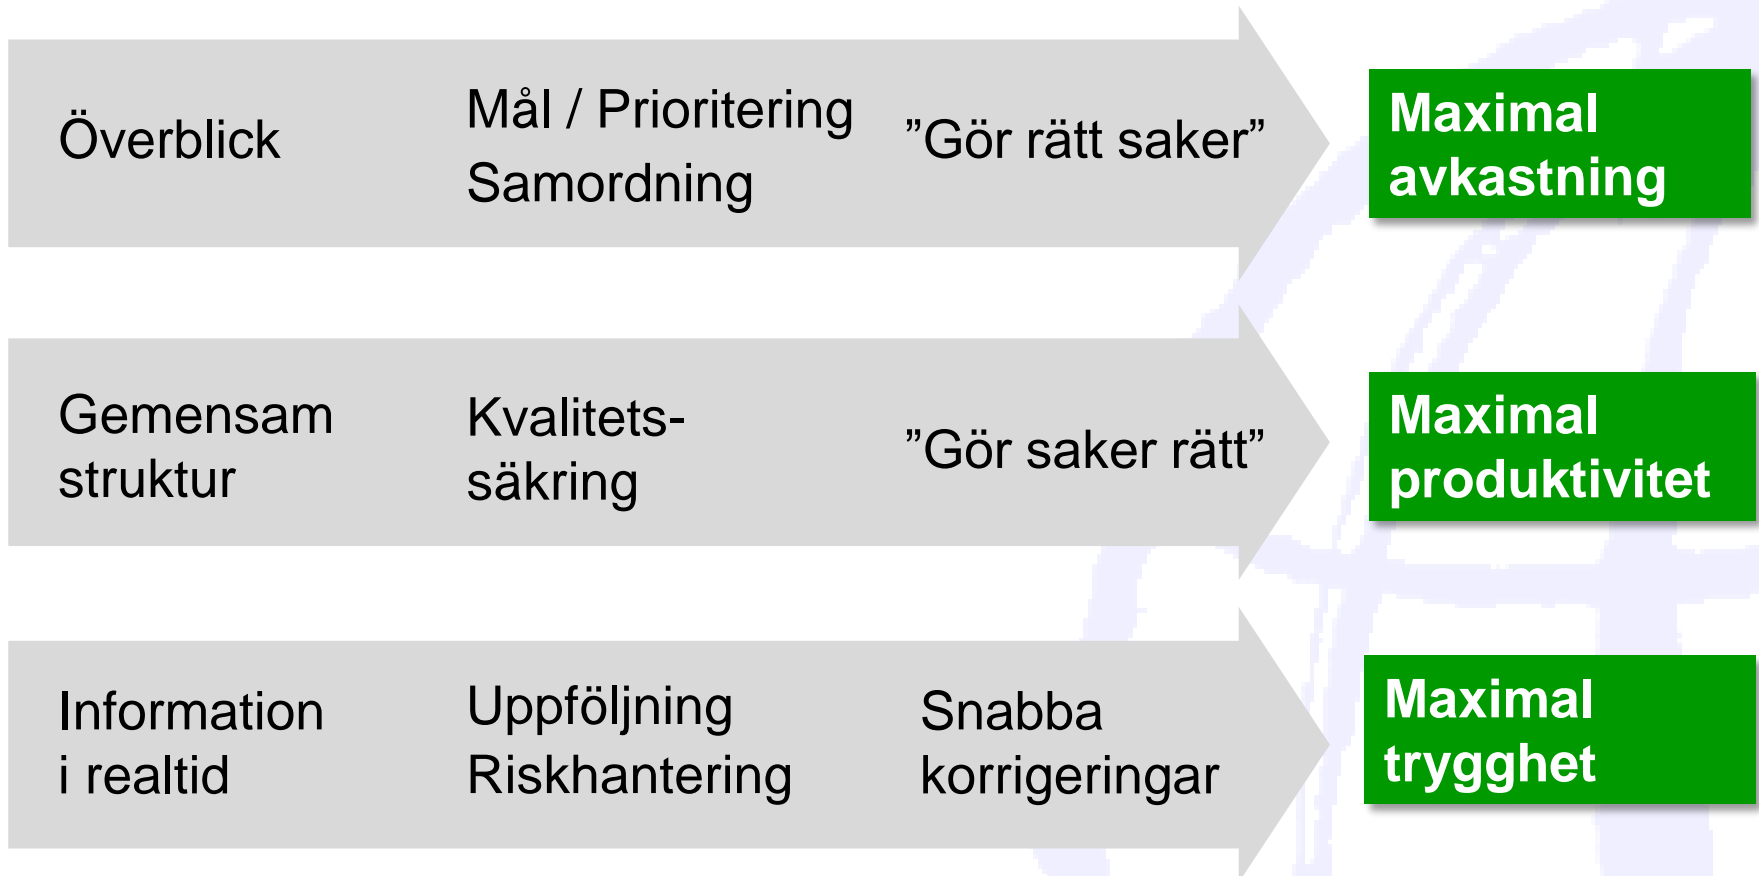 Överblick
Mål / Prioritering
Samordning
”Gör rätt saker”
Maximal
avkastning
Gemensam
struktur
Kvalitets-
säkring
”Gör saker rätt”
Maximal
produktivitet
Information
i realtid
Uppföljning
Riskhantering
Snabba
korrigeringar
Maximal
trygghet